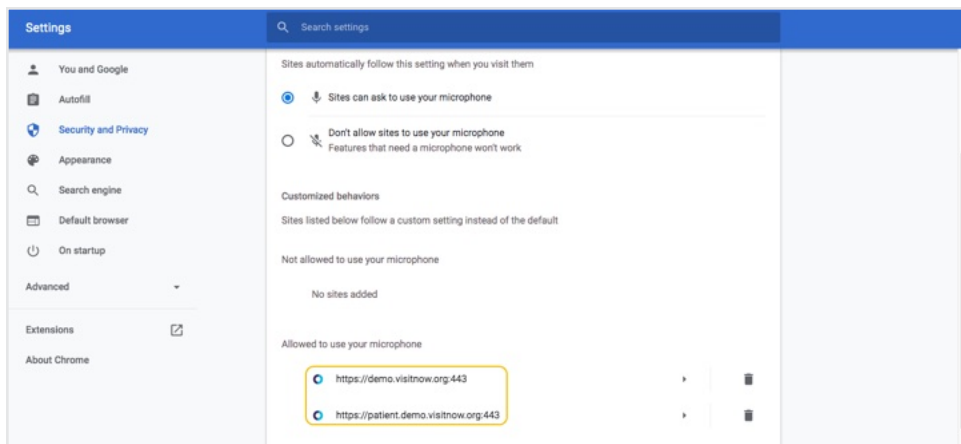 Settings
Search settings
You and Google
Autofill
Security and Privacy
Appearance
Search engine
Default browser
On startup
Advanced
Extensions
About Chrome
Sites automatically follow this setting when you visit them
Sites can ask to use your microphone
Don't allow sites to use your microphone
Features that need a microphone won't work
Customized behaviors
Sites listed below follow a custom setting instead of the default
Not allowed to use your microphone
No sites added
Allowed to use your microphone
https://demo.visitnow.org:443
https://patient.demo.visitnow.org:443